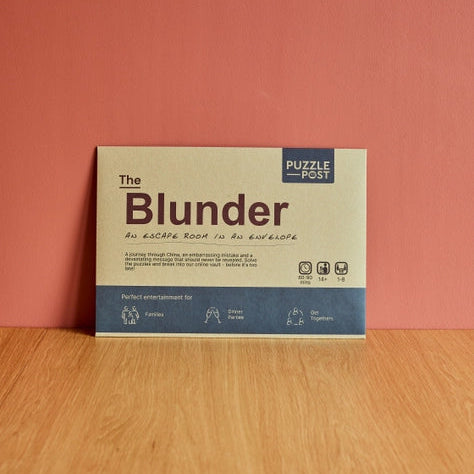 PUZZLE
POST
The
Blunder
AN ESCAPE ROOM IN AN ENVELOPE
A journey through China, an embarrassing mistake and a
devastating message that should never be revealed. Solve
the puzzles and break into our online vault - before it's too
late!
60-90
mins
14+
1-8
Perfect entertainment for
Families
Dinner
Parties
Get
Togethers